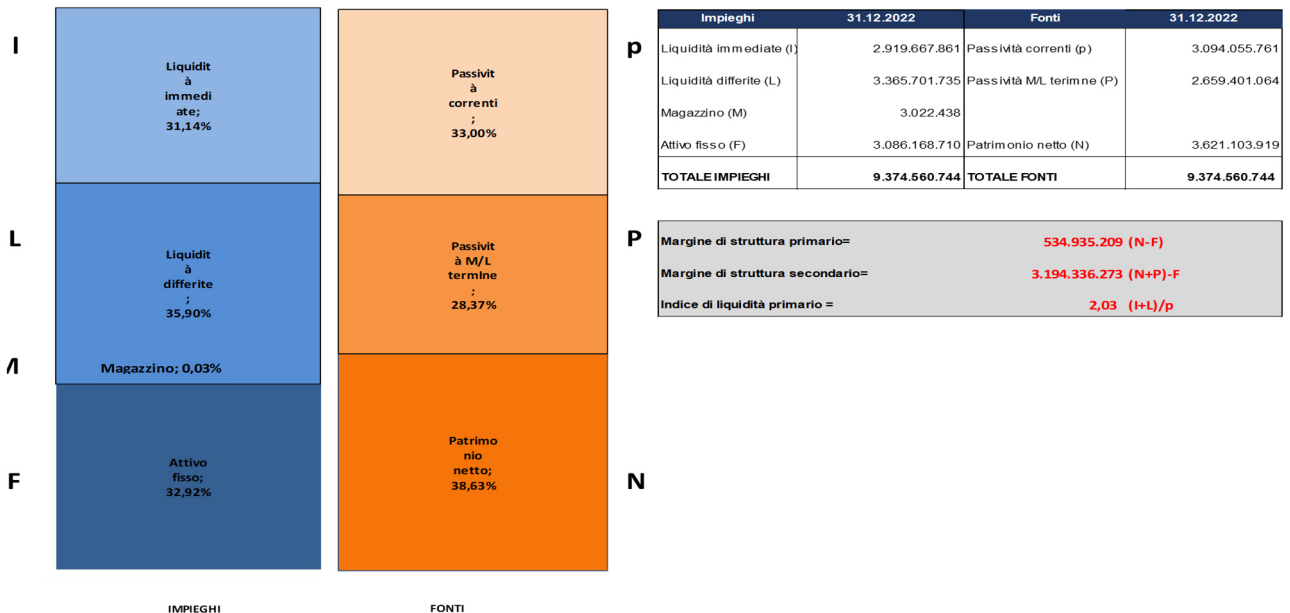 I
Liquidit
à
immedi
ate;
31,14%
Passivit
à
correnti
;
33,00%
p
L
Liquidit
à
differite
;
35,90%
Passivit
à M/L
termIne
;
28,37%
P
M
Magazzino; 0,03%
F
Attivo
fisso;
32,92%
Patrimo
nio
netto;
38,63%
N
IMPIEGHI FONTI
Impieghi 31.12.2022 Fonti 31.12.2022
Liquidità immediate (I) 2.919.667.861 Passività correnti (p) 3.094.055.761
Liquidità differite (L) 3.365.701.735 Passività M/L terimne (P) 2.659.401.064
Magazzino (M) 3.022.438
Attivo fisso (F) 3.086.168.710 Patrimonio netto (N) 3.621.103.919
TOTALE IMPIEGHI 9.374.560.744 TOTALE FONTI 9.374.560.744
Margine di struttura primario= 534.935.209 (N-F)
Margine di struttura secondario= 3.194.336.273 (N+P)-F
Indice di liquidità primario = 2,03 (I+L)/p